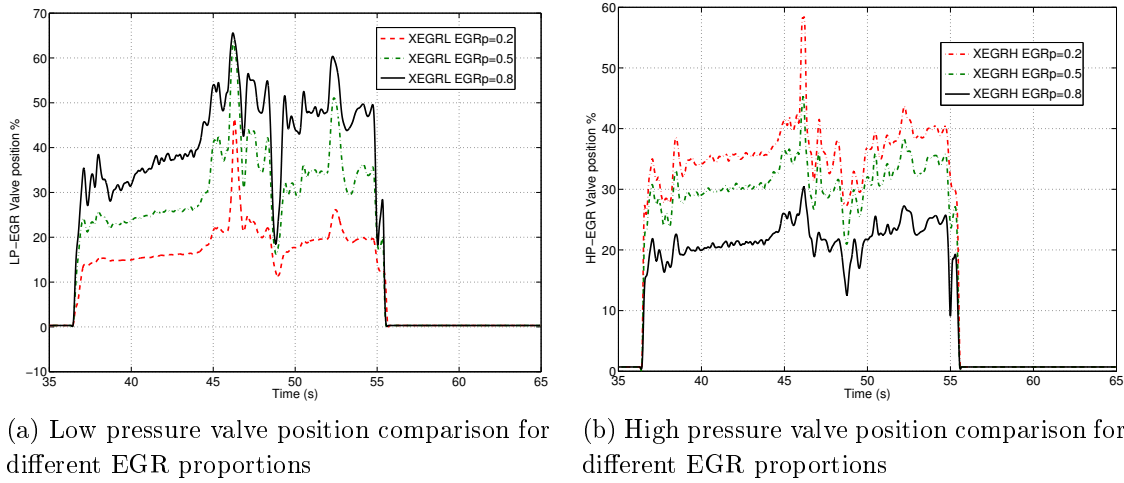 70
60
50
40
30
20
10
0
−10
LP−EGR Valve position %
XEGRL EGRp=0.2
XEGRL EGRp=0.5
XEGRL EGRp=0.8
35 40 45 50 55 60 65
Time (s)
(a) Low pressure valve position comparison for
different EGR proportions
60
50
40
30
20
10
0
HP−EGR Valve position %
XEGRH EGRp=0.2
XEGRH EGRp=0.5
XEGRH EGRp=0.8
35 40 45 50 55 60 65
Time (s)
(b) High pressure valve position comparison for
different EGR proportions